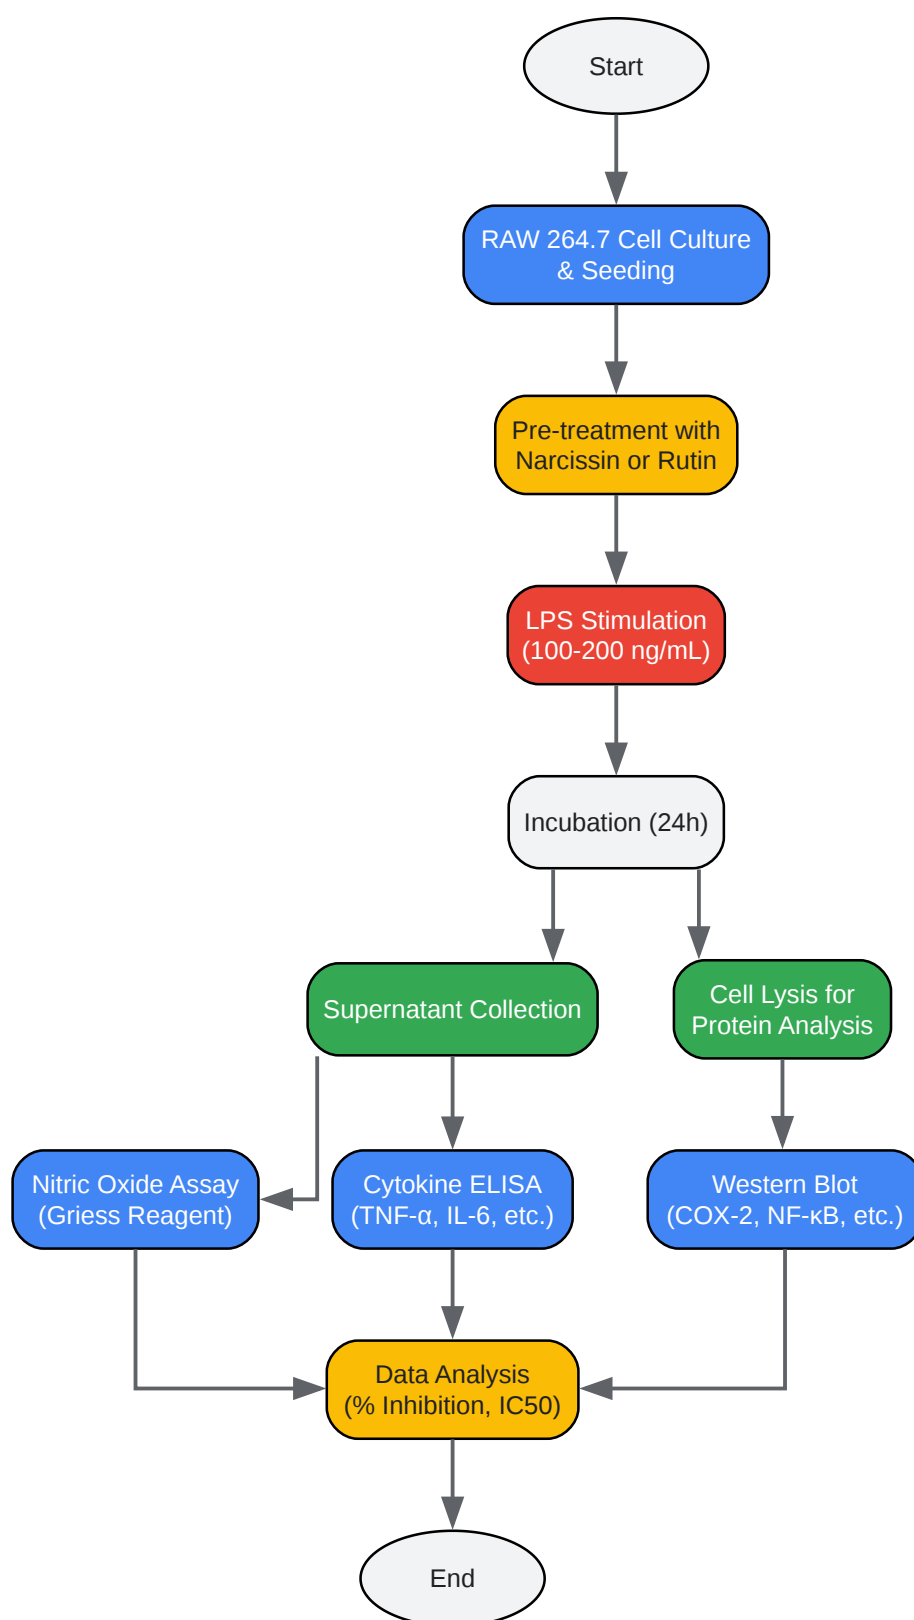 Start
RAW 264.7 Cell Culture
& Seeding
Pre-treatment with
Narcissin or Rutin
LPS Stimulation
(100-200 ng/mL)
Incubation (24h)
Supernatant Collection
Cell Lysis for
Protein Analysis
Nitric Oxide Assay
(Griess Reagent)
Cytokine ELISA
(TNF-α, IL-6, etc.)
Western Blot
(COX-2, NF-κB, etc.)
Data Analysis
(% Inhibition, IC50)
End